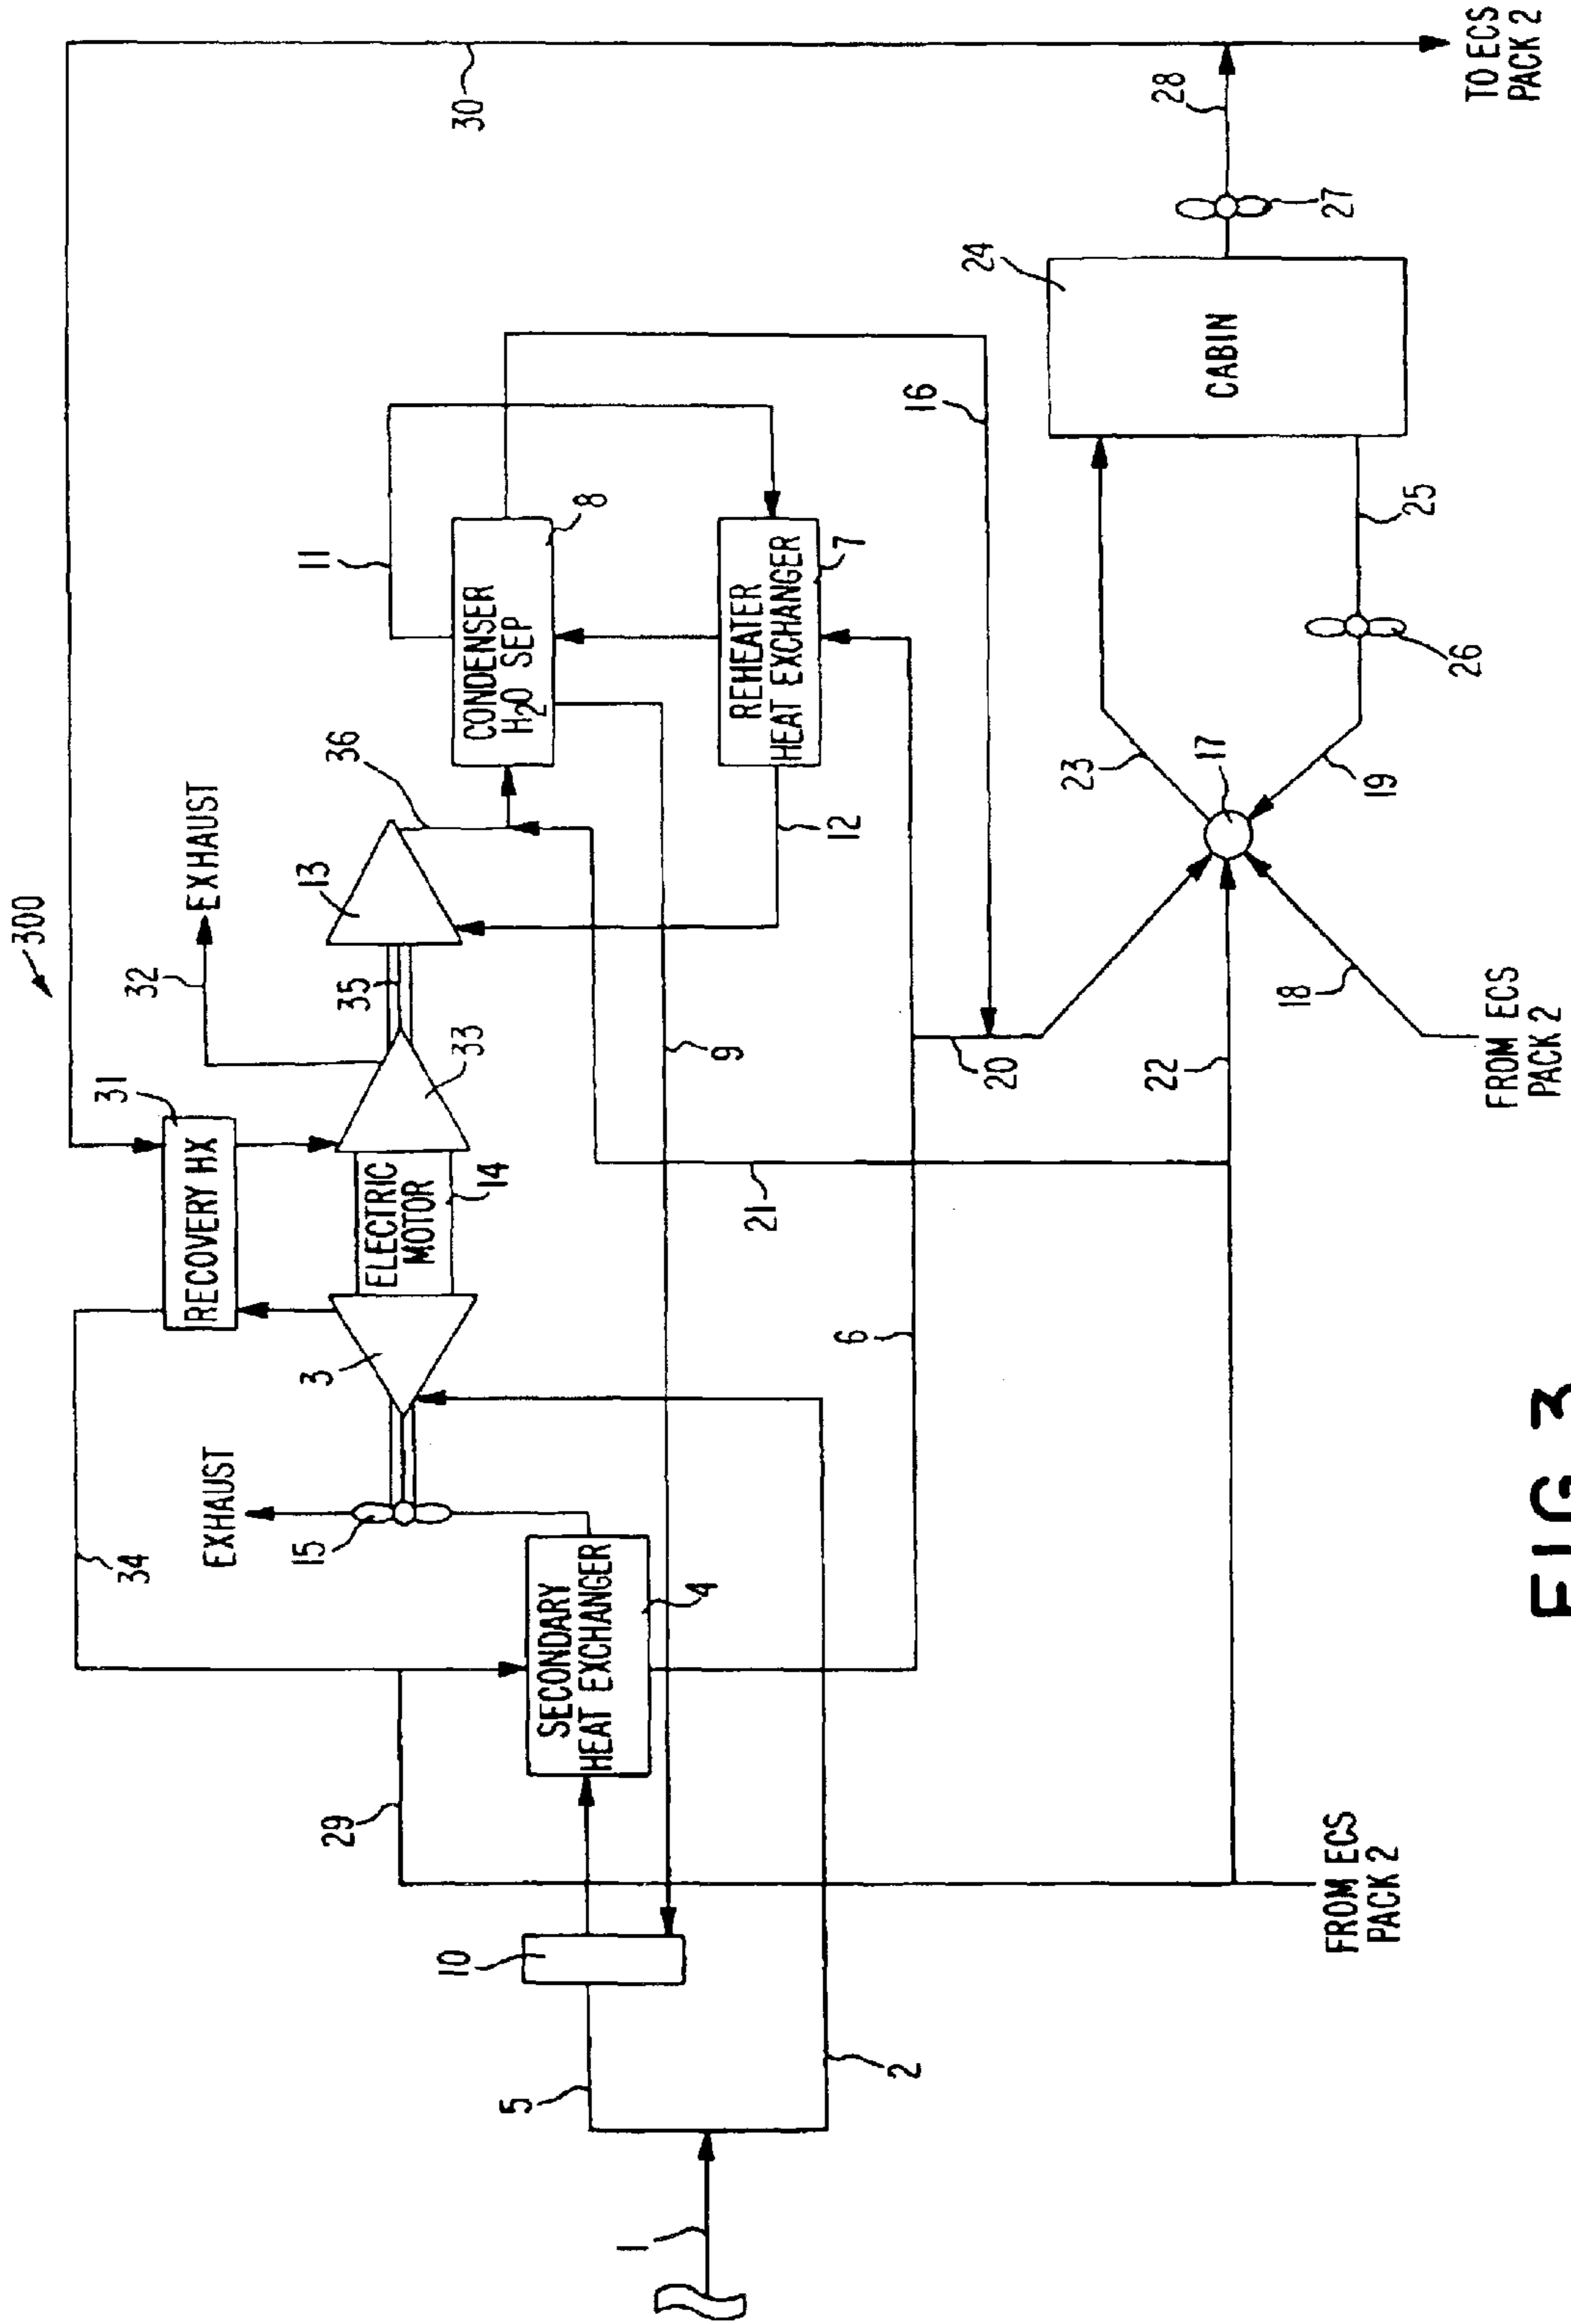 300
34
32
30
31
RECOVERY HX
EXHAUST
EXHAUST
15
3
ELECTRIC
MOTOR
14
33
35
13
36
11
29
10
5
SECONDARY
HEAT EXCHANGER
4
CONDENSER
H2O SEP
8
9
21
REHEATER
HEAT EXCHANGER
7
12
1
2
6
20
16
22
23
17
24
CABIN
28
18
19
25
26
27
FROM ECS
PACK 2
FROM ECS
PACK 2
TO ECS
PACK 2
FIG. 3